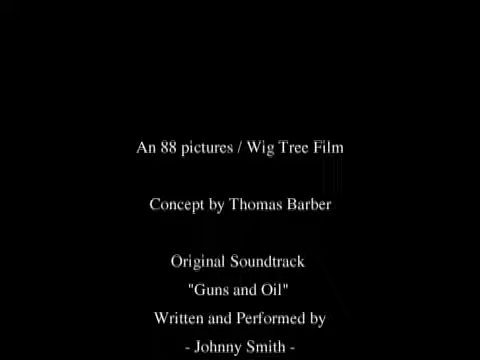 An 88 pictures / Wig Tree Film
Concept by Thomas Barber
Original Soundtrack
"Guns and Oil"
Written and Performed by
- Johnny Smith -